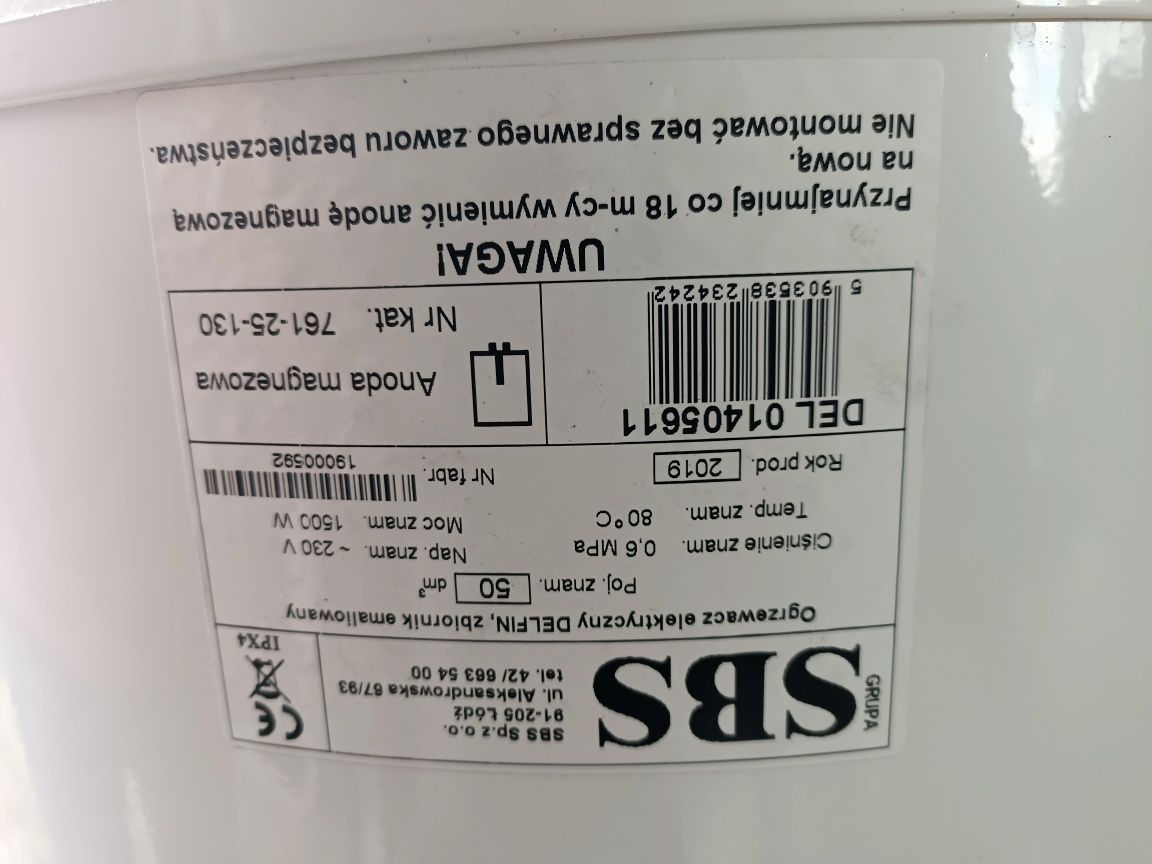 GRUPA
SBS
SBS Sp.z o.o.
91-205 Łódź
ul. Aleksandrowska 67/93
tel. 42/ 663 54 00
CE
IPX4
Ogrzewacz elektryczny DELFIN, zbiornik emaliowany
Poj. znam. 50 dm³
Ciśnienie znam. 0,6 MPa Nap. znam. ~ 230 V
Temp. znam. 80°C Moc znam. 1500 W
Rok prod. 2019 Nr fabr. 19000592
DEL 01405611
5 903538 234242
Anoda magnezowa
Nr kat. 761-25-130
UWAGA!
Przynajmniej co 18 m-cy wymienić anodę magnezową
na nową.
Nie montować bez sprawnego zaworu bezpieczeństwa.